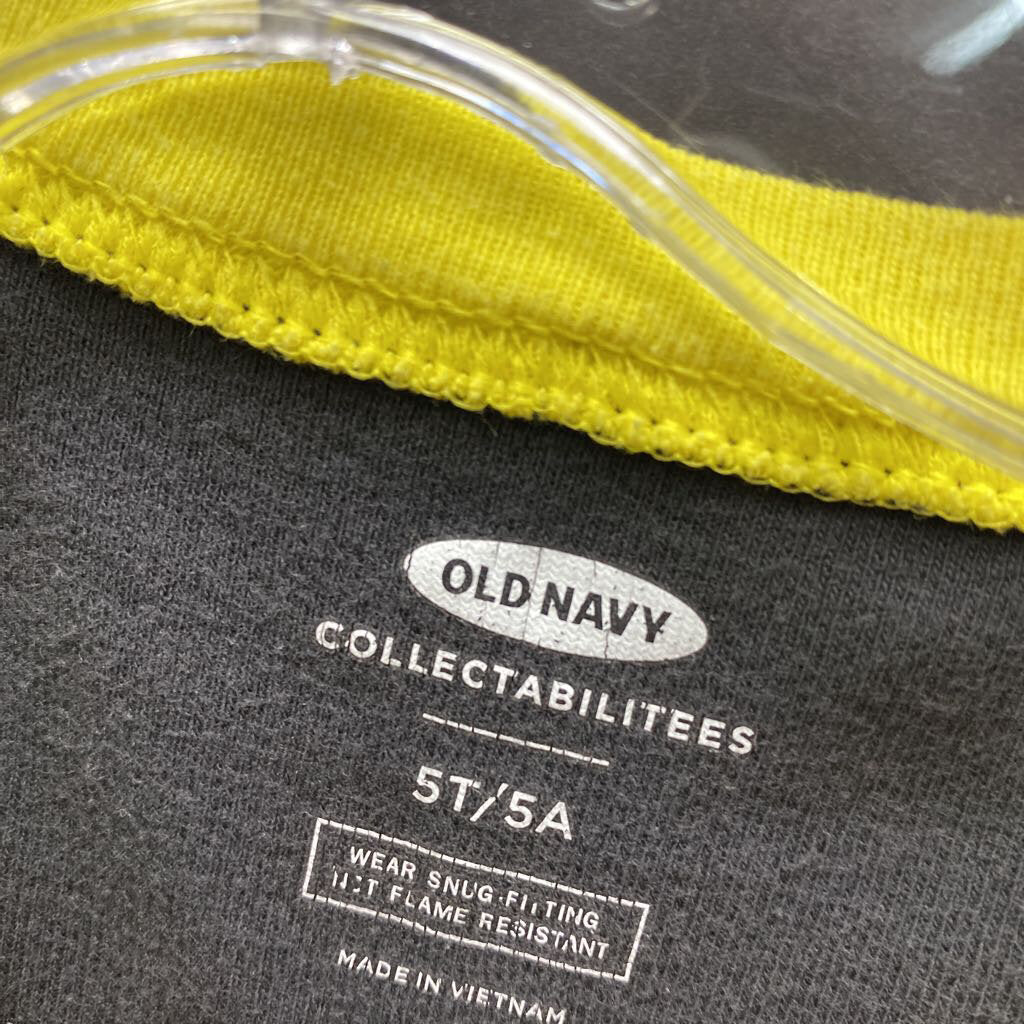 OLD NAVY
COLLECTABILITEES
5T/5A
WEAR SNUG-FITTING
NOT FLAME RESISTANT
MADE IN VIETNAM